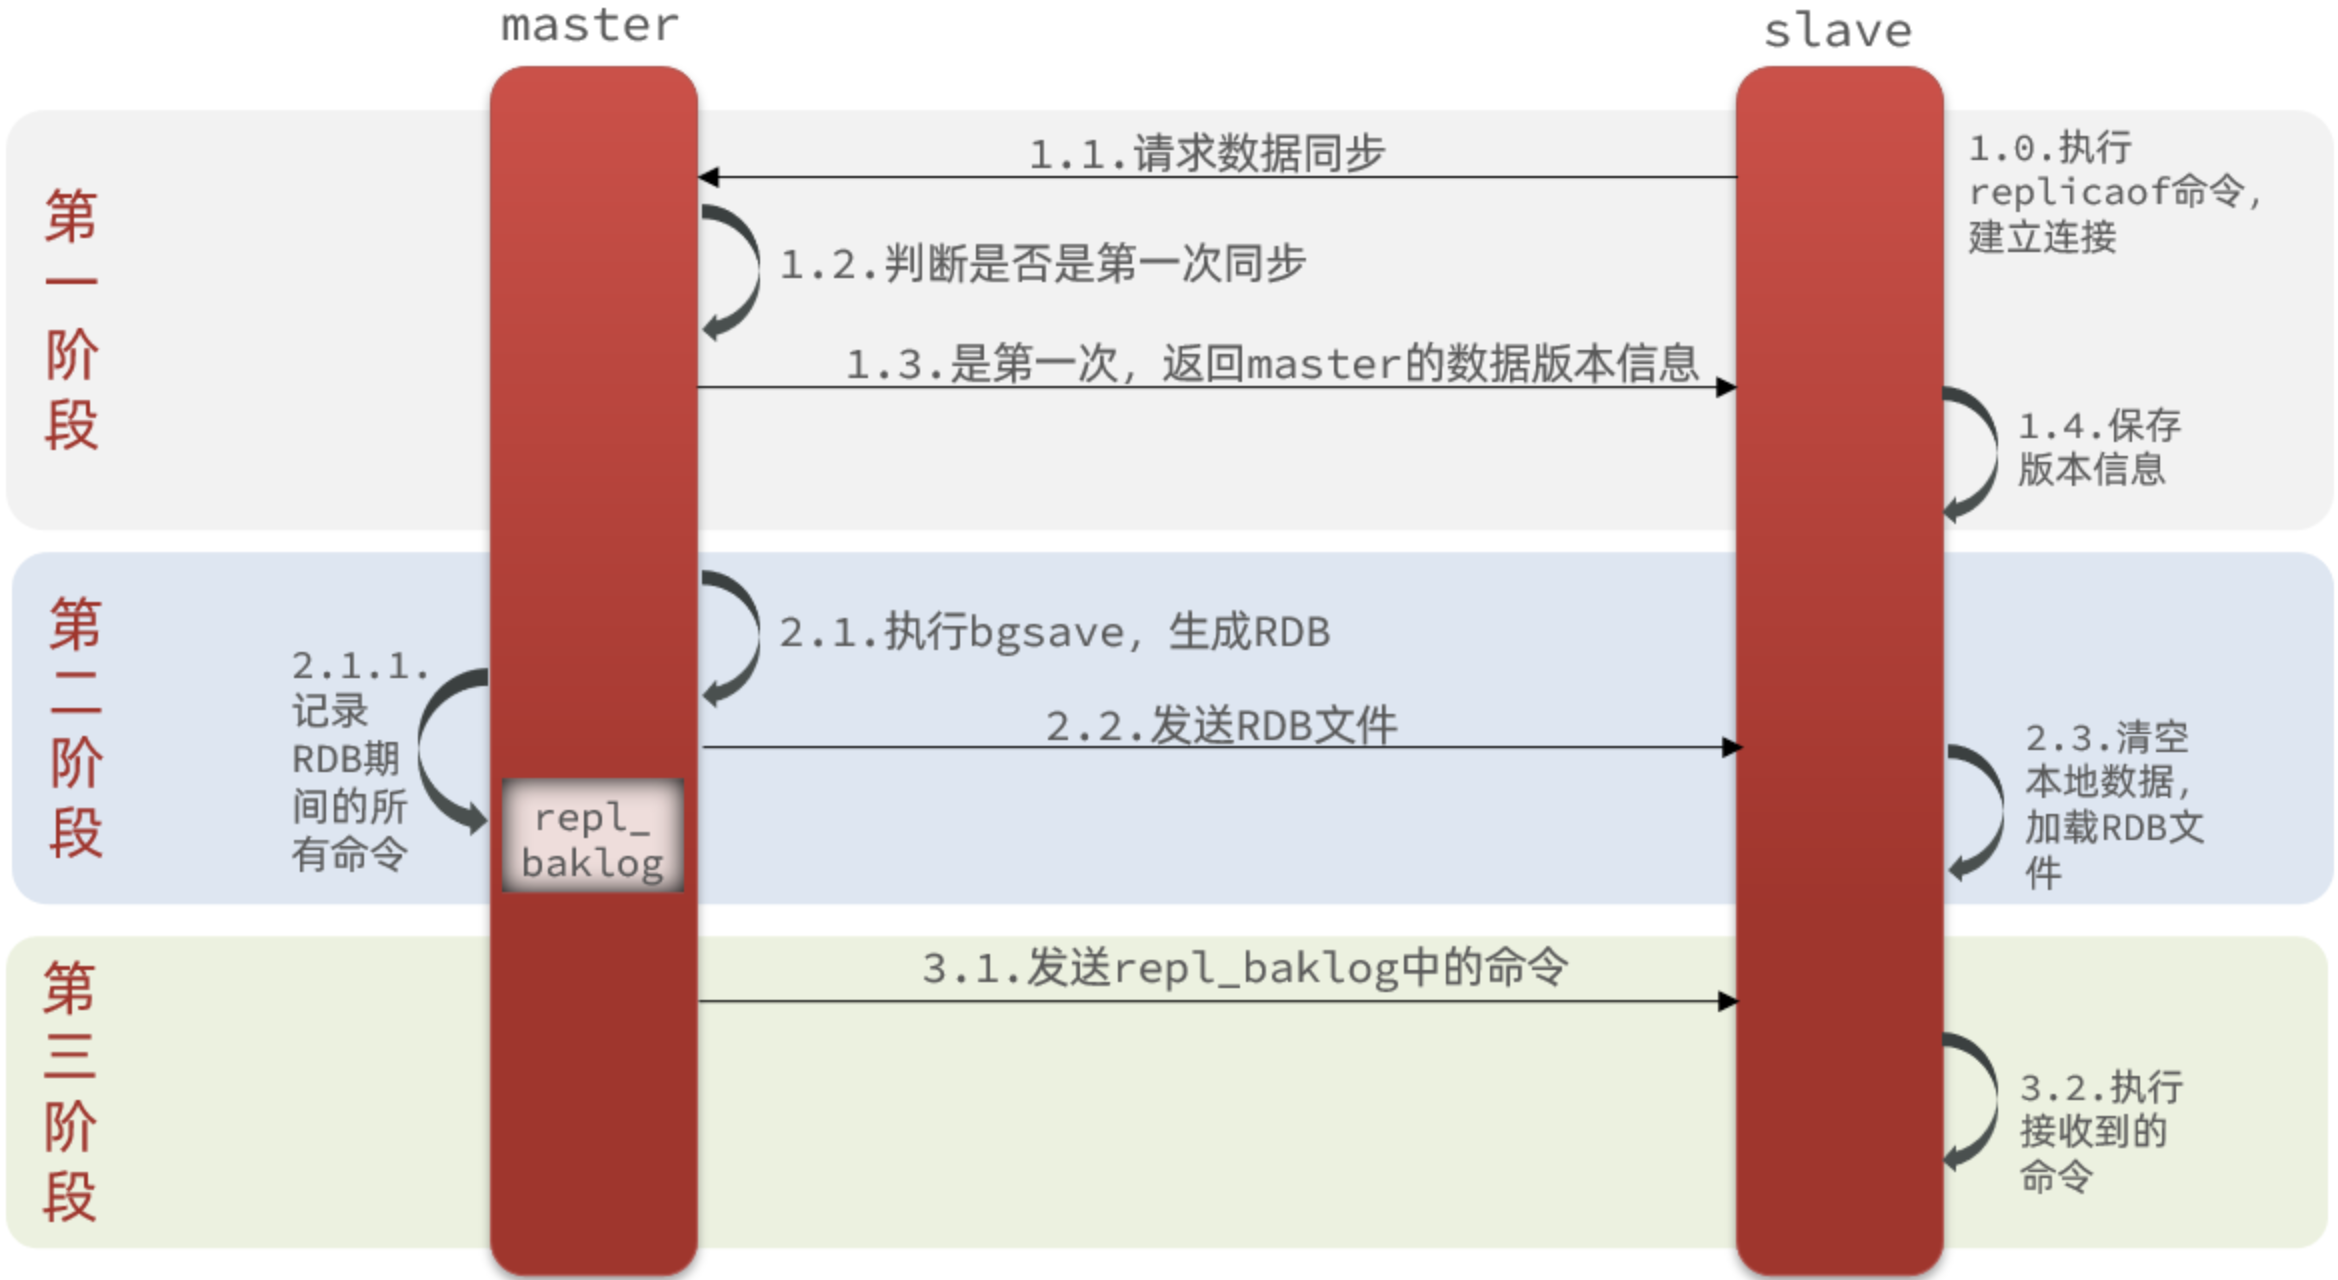 master
slave
第一阶段
1.0.执行
replicaof命令,
建立连接
1.1.请求数据同步
1.2.判断是否是第一次同步
1.3.是第一次，返回master的数据版本信息
1.4.保存
版本信息
第二阶段
2.1.执行bgsave，生成RDB
2.1.1.
记录
RDB期
间的所
有命令
2.2.发送RDB文件
repl_
baklog
2.3.清空
本地数据，
加载RDB文
件
第三阶段
3.1.发送repl_baklog中的命令
3.2.执行
接收到的
命令